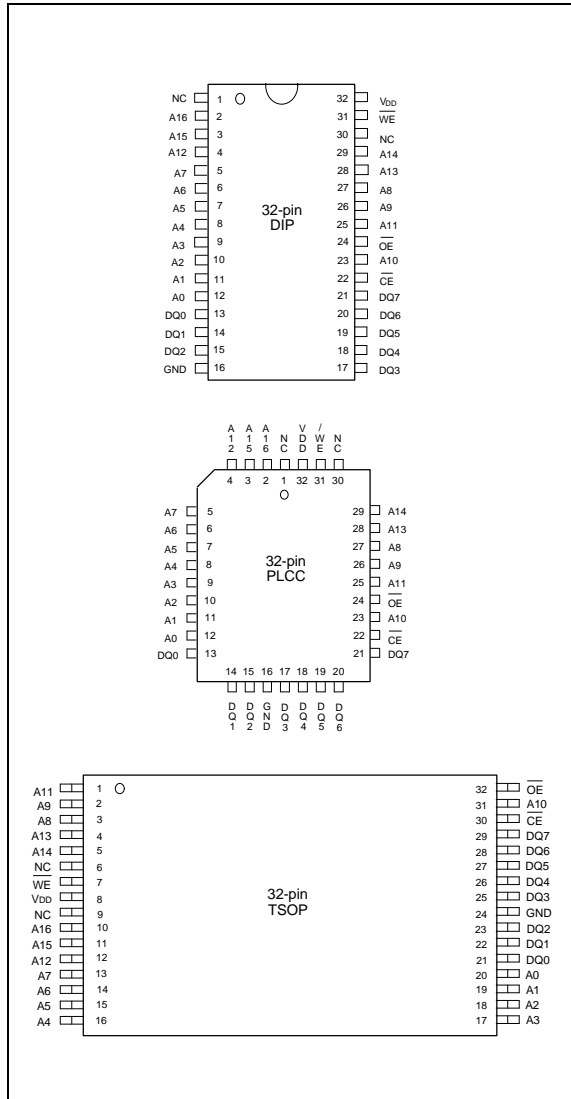 NC 1 32 VDD
A16 2 31 WE
A15 3 30 NC
A12 4 29 A14
A7 5 28 A13
A6 6 27 A8
A5 7 26 A9
A4 8 25 A11
A3 9 24 OE
A2 10 23 A10
A1 11 22 CE
A0 12 21 DQ7
DQ0 13 20 DQ6
DQ1 14 19 DQ5
DQ2 15 18 DQ4
GND 16 17 DQ3
32-pin
DIP
A12 A15 A16 NC VDD /WE NC
4 3 2 1 32 31 30
A7 5 29 A14
A6 6 28 A13
A5 7 27 A8
A4 8 26 A9
A3 9 25 A11
A2 10 24 OE
A1 11 23 A10
A0 12 22 CE
DQ0 13 21 DQ7
32-pin
PLCC
14 15 16 17 18 19 20
DQ1 DQ2 GND DQ3 DQ4 DQ5 DQ6
A11 1 32 OE
A9 2 31 A10
A8 3 30 CE
A13 4 29 DQ7
A14 5 28 DQ6
NC 6 27 DQ5
WE 7 26 DQ4
VDD 8 25 DQ3
NC 9 24 GND
A16 10 23 DQ2
A15 11 22 DQ1
A12 12 21 DQ0
A7 13 20 A0
A6 14 19 A1
A5 15 18 A2
A4 16 17 A3
32-pin
TSOP